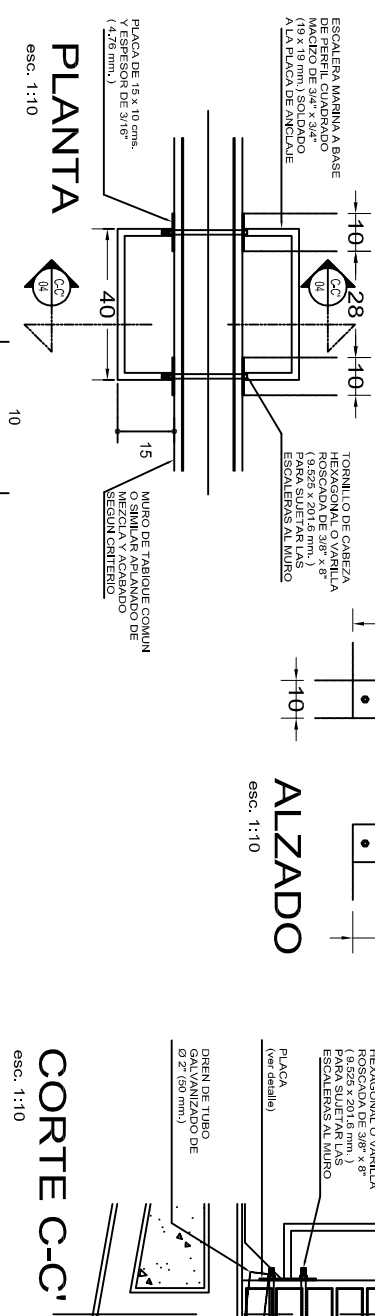 ESCALERA MARINA A BASE
DE PERFIL CUADRADO
MACIZO DE 3/4" x 3/4"
(19 x 19 mm.) SOLDADO
A LA PLACA DE ANCLAJE
10
28
10
C-C'
04
TORNILLO DE CABEZA
HEXAGONAL O VARILLA
ROSCADA DE 3/8" x 8"
( 9.525 x 201.6 mm. )
PARA SUJETAR LAS
ESCALERAS AL MURO
PLACA DE 15 x 10 cms.
Y ESPESOR DE 3/16"
( 4.76 mm. )
40
15
C-C'
04
MURO DE TABIQUE COMUN
O SIMILAR APLANADO DE
MEZCLA Y ACABADO
SEGUN CRITERIO
PLANTA
esc. 1:10
10
10
ALZADO
esc. 1:10
HEXAGONAL O VARILLA
ROSCADA DE 3/8" x 8"
( 9.525 x 201.6 mm. )
PARA SUJETAR LAS
ESCALERAS AL MURO
PLACA
(ver detalle)
DREN DE TUBO
GALVANIZADO DE
Ø 2" (50 mm.)
CORTE C-C'
esc. 1:10